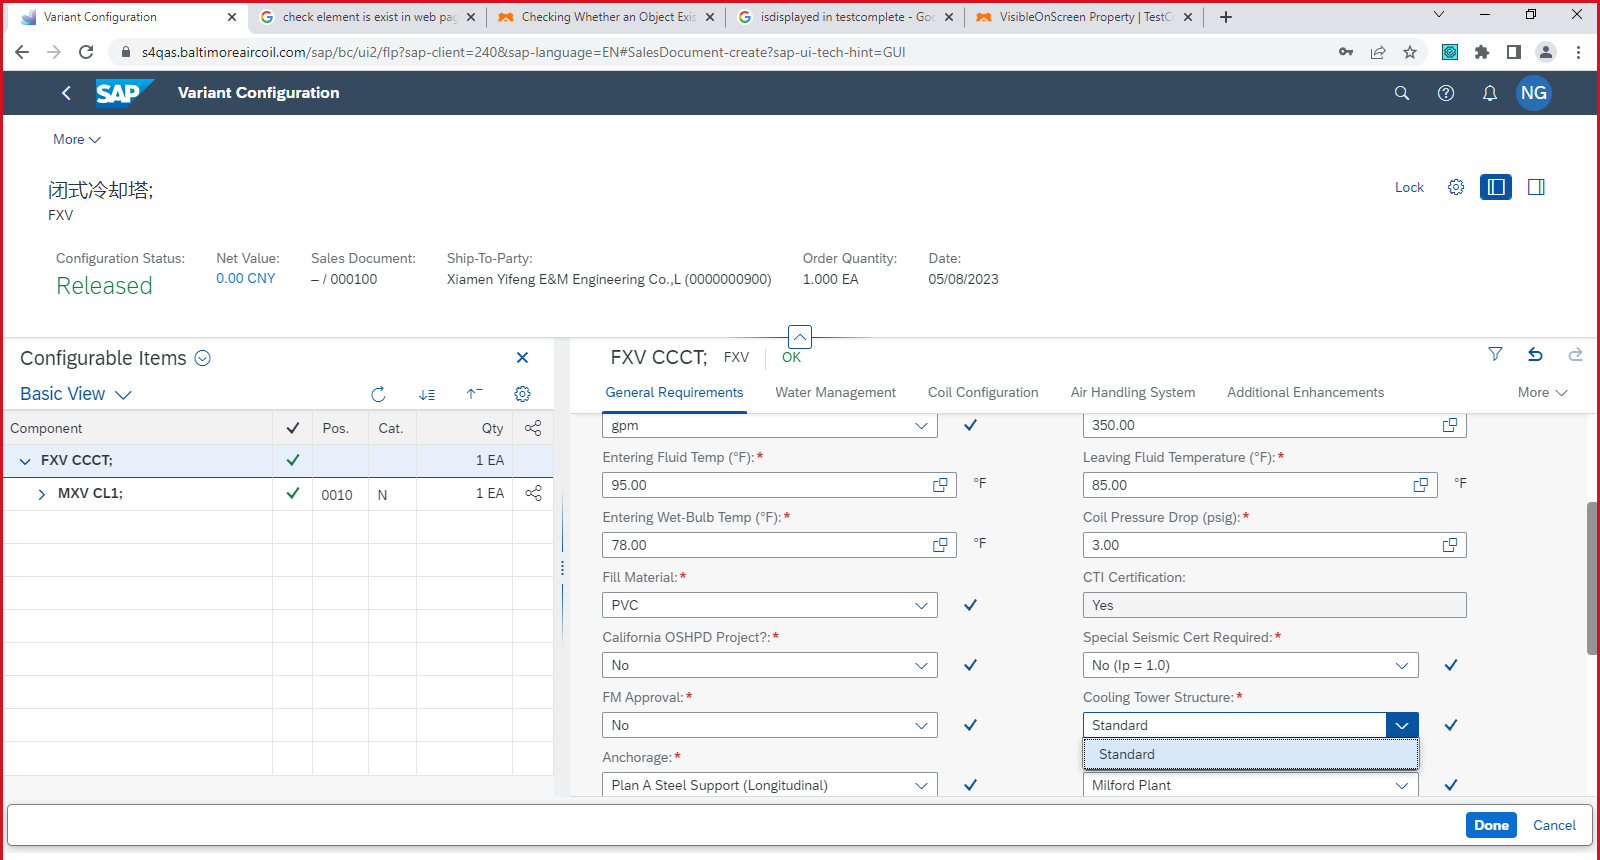 Variant Configuration
check element is exist in web pag
Checking Whether an Object Exis
isdisplayed in testcomplete - Goo
VisibleOnScreen Property | TestCo
s4qas.baltimoreaircoil.com/sap/bc/ui2/flp?sap-client=240&sap-language=EN#SalesDocument-create?sap-ui-tech-hint=GUI
SAP
Variant Configuration
NG
More
闭式冷却塔;
FXV
Lock
Configuration Status:
Released
Net Value:
0.00 CNY
Sales Document:
– / 000100
Ship-To-Party:
Xiamen Yifeng E&M Engineering Co.,L (0000000900)
Order Quantity:
1.000 EA
Date:
05/08/2023
Configurable Items
Basic View
Component Pos. Cat. Qty
FXV CCCT; 1 EA
MXV CL1; 0010 N 1 EA
FXV CCCT; FXV OK
General Requirements Water Management Coil Configuration Air Handling System Additional Enhancements More
gpm
350.00
Entering Fluid Temp (°F):*
95.00 °F
Leaving Fluid Temperature (°F):*
85.00 °F
Entering Wet-Bulb Temp (°F):*
78.00 °F
Coil Pressure Drop (psig):*
3.00
Fill Material:*
PVC
CTI Certification:
Yes
California OSHPD Project?:*
No
Special Seismic Cert Required:*
No (Ip = 1.0)
FM Approval:*
No
Cooling Tower Structure:*
Standard
Standard
Anchorage:*
Plan A Steel Support (Longitudinal)
Milford Plant
Done Cancel